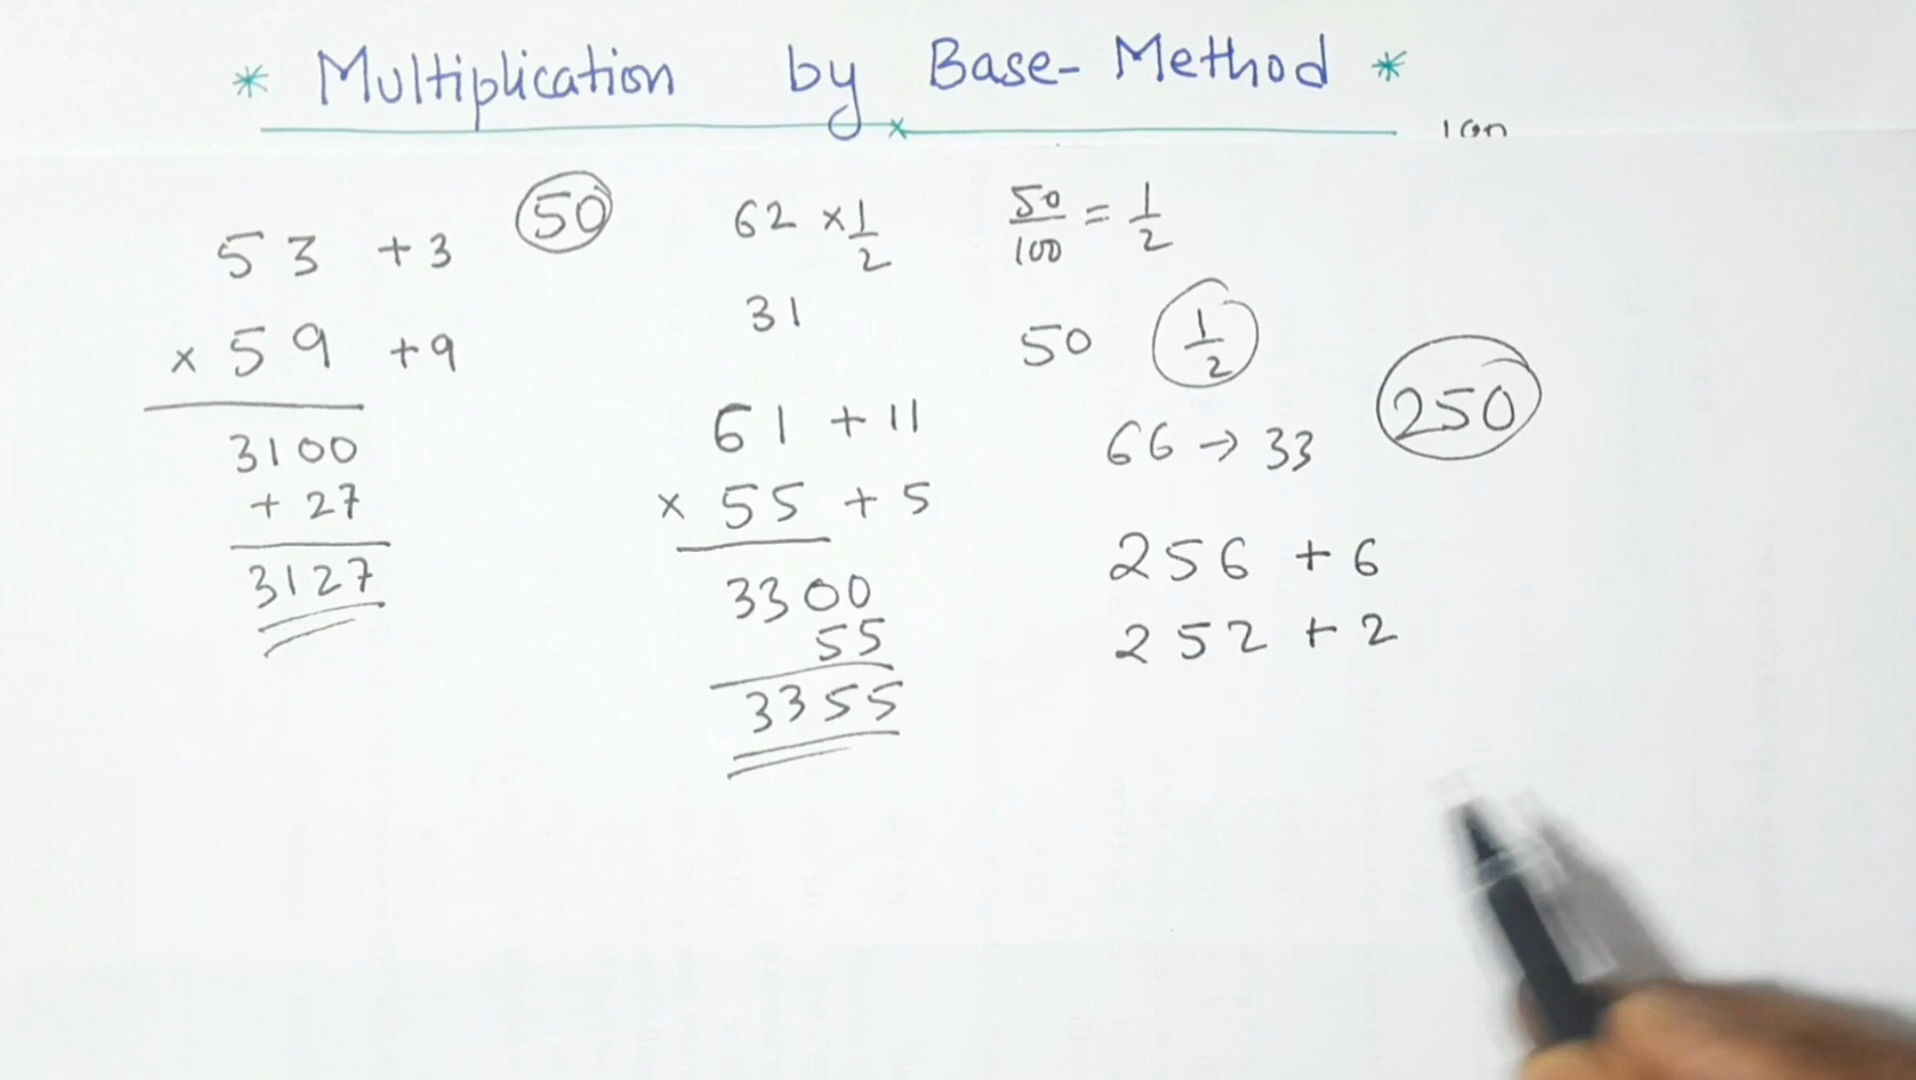 * Multiplication by Base-Method *
53 +3
× 59 +9
3100
+ 27
3127
50
62 × 1/2
31
61 + 11
× 55 + 5
3300
55
3355
50/100 = 1/2
50 1/2
66 → 33
250
256 + 6
252 + 2